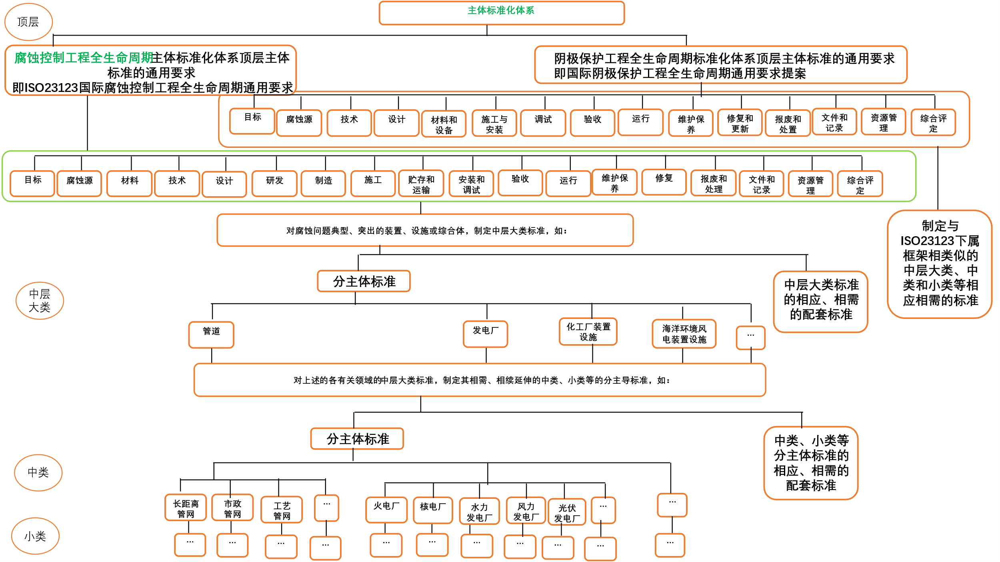 主体标准化体系
顶层
腐蚀控制工程全生命周期主体标准化体系顶层主体
标准的通用要求
即ISO23123国际腐蚀控制工程全生命周期通用要求
阴极保护工程全生命周期标准化体系顶层主体标准的通用要求
即国际阴极保护工程全生命周期通用要求提案
目标
腐蚀源
技术
设计
材料和
设备
施工与
安装
调试
验收
运行
维护保
养
修复和
更新
报废和
处置
文件和
记录
资源管
理
综合评
定
目标
腐蚀源
材料
技术
设计
研发
制造
施工
贮存和
运输
安装和
调试
验收
运行
维护保
养
修复
报废和
处理
文件和
记录
资源管
理
综合评
定
对腐蚀问题典型、突出的装置、设施或综合体，制定中层大类标准，如：
制定与
ISO23123下属
框架相类似的
中层大类、中
类和小类等相
应相需的标准
分主体标准
中层大类标准
的相应、相需
的配套标准
中层
大类
管道
发电厂
化工厂装置
设施
海洋环境风
电装置设施
...
对上述的各有关领域的中层大类标准，制定其相需、相续延伸的中类、小类等的分主导标准，如：
分主体标准
中类、小类等
分主体标准的
相应、相需的
配套标准
中类
长距离
管网
市政
管网
工艺
管网
...
火电厂
核电厂
水力
发电厂
风力
发电厂
光伏
发电厂
...
...
小类
...
...
...
...
...
...
...
...
...
...
...